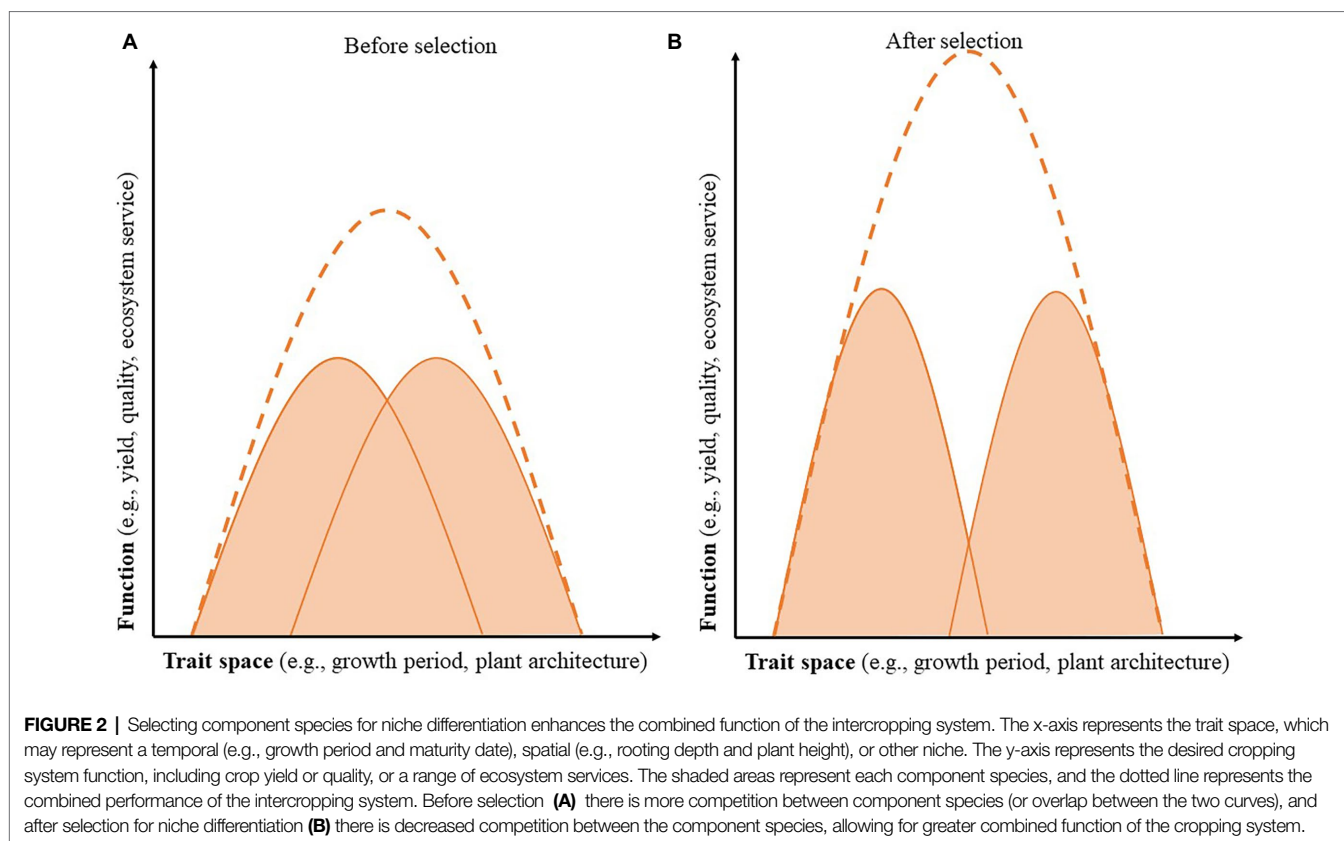 A
Before selection
Function (e.g., yield, quality, ecosystem service)
Trait space (e.g., growth period, plant architecture)
B
After selection
Function (e.g., yield, quality, ecosystem service)
Trait space (e.g., growth period, plant architecture)
FIGURE 2 | Selecting component species for niche differentiation enhances the combined function of the intercropping system. The x-axis represents the trait space, which
may represent a temporal (e.g., growth period and maturity date), spatial (e.g., rooting depth and plant height), or other niche. The y-axis represents the desired cropping
system function, including crop yield or quality, or a range of ecosystem services. The shaded areas represent each component species, and the dotted line represents the
combined performance of the intercropping system. Before selection (A) there is more competition between component species (or overlap between the two curves), and
after selection for niche differentiation (B) there is decreased competition between the component species, allowing for greater combined function of the cropping system.